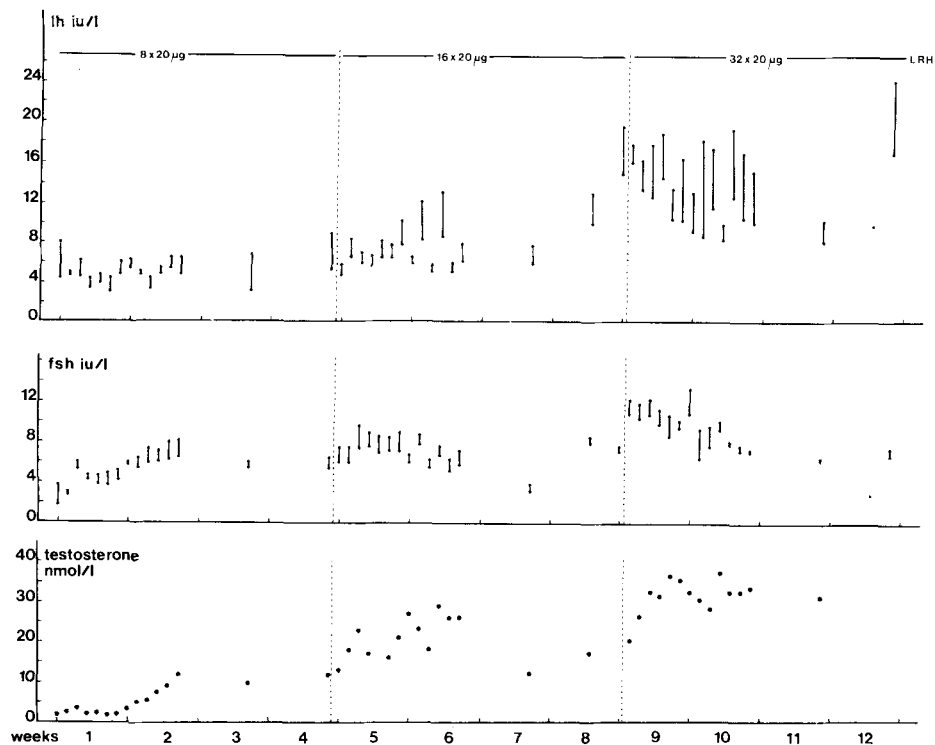 lh iu/l
8 x 20 µg
16 x 20 µg
32 x 20 µg
LRH
24
20
16
12
8
4
0
fsh iu/l
12
8
4
0
testosterone
nmol/l
40
30
20
10
0
weeks 1 2 3 4 5 6 7 8 9 10 11 12